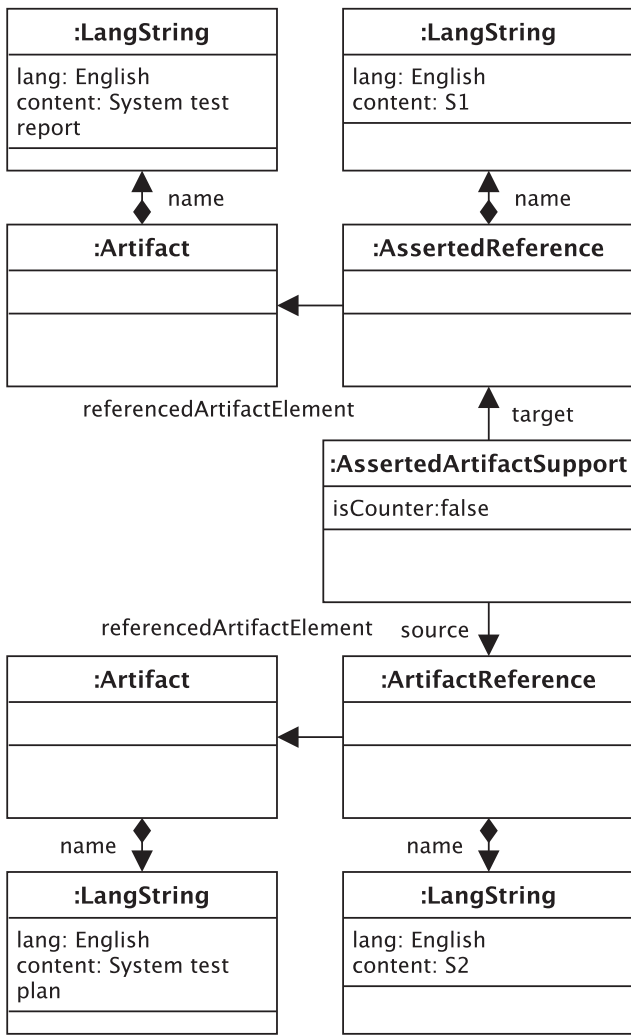 :LangString
lang: English
content: System test
report
:LangString
lang: English
content: S1
name
name
:Artifact
:AssertedReference
referencedArtifactElement
target
:AssertedArtifactSupport
isCounter:false
referencedArtifactElement
source
:Artifact
:ArtifactReference
name
name
:LangString
lang: English
content: System test
plan
:LangString
lang: English
content: S2